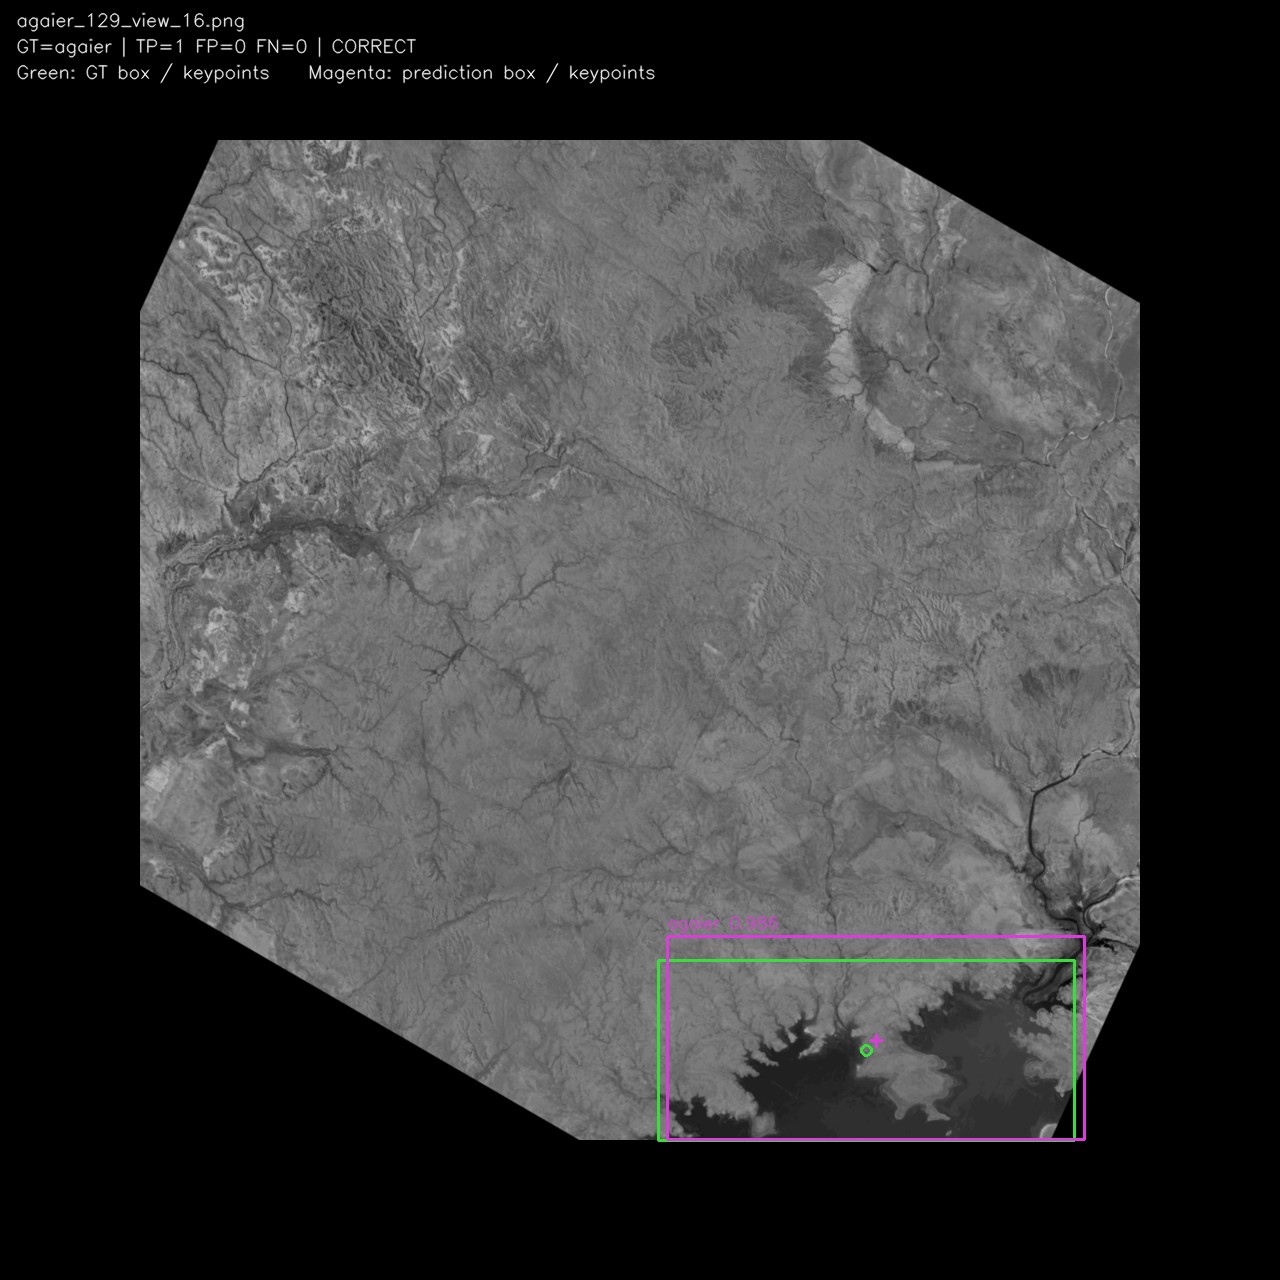 agaier_129_view_16.png
GT=agaier | TP=1 FP=0 FN=0 | CORRECT
Green: GT box / keypoints    Magenta: prediction box / keypoints
agaier